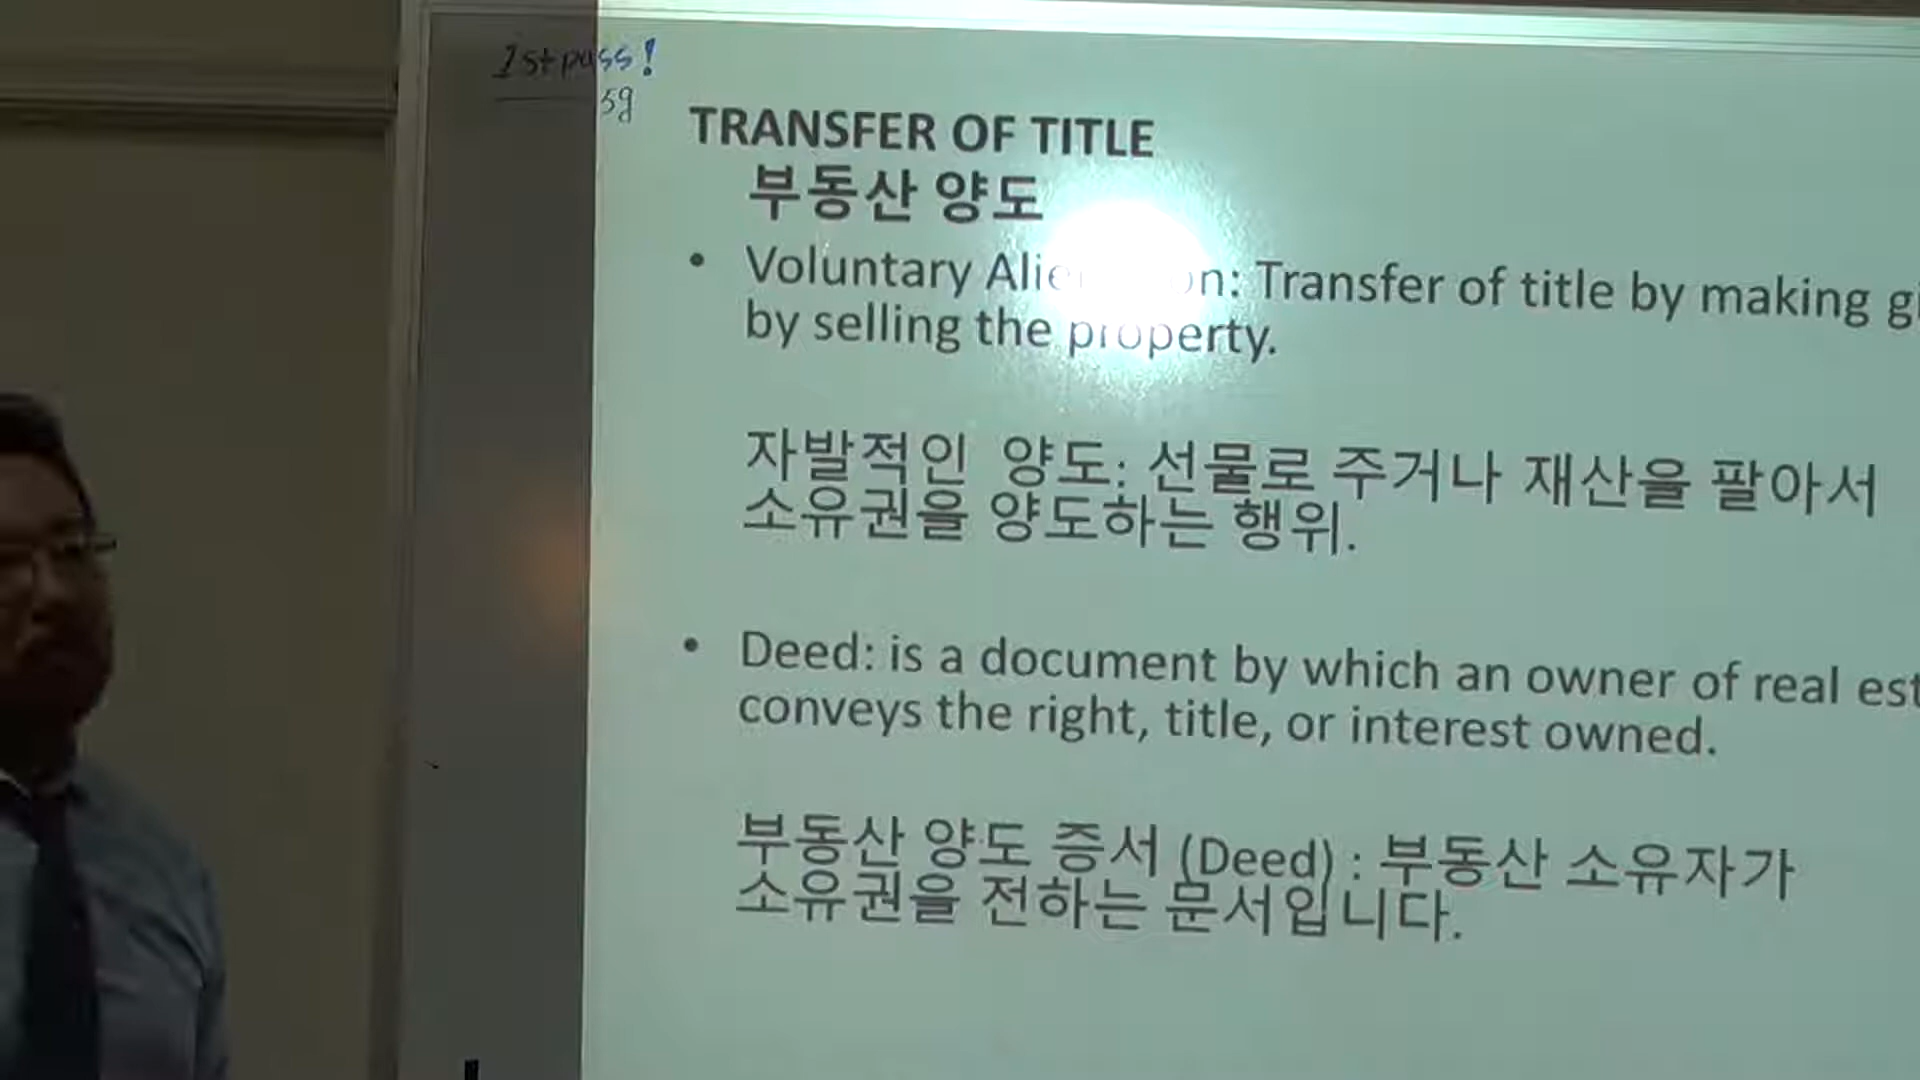 1st pass!
59
TRANSFER OF TITLE
부동산 양도
• Voluntary : Transfer of title by making
by selling the property.
자발적인 양도: 선물로 주거나 재산을 팔아서
소유권을 양도하는 행위.
• Deed: is a document by which an owner of real
conveys the right, title, or interest owned.
부동산 양도 증서 (Deed) : 부동산 소유자가
소유권을 전하는 문서입니다.